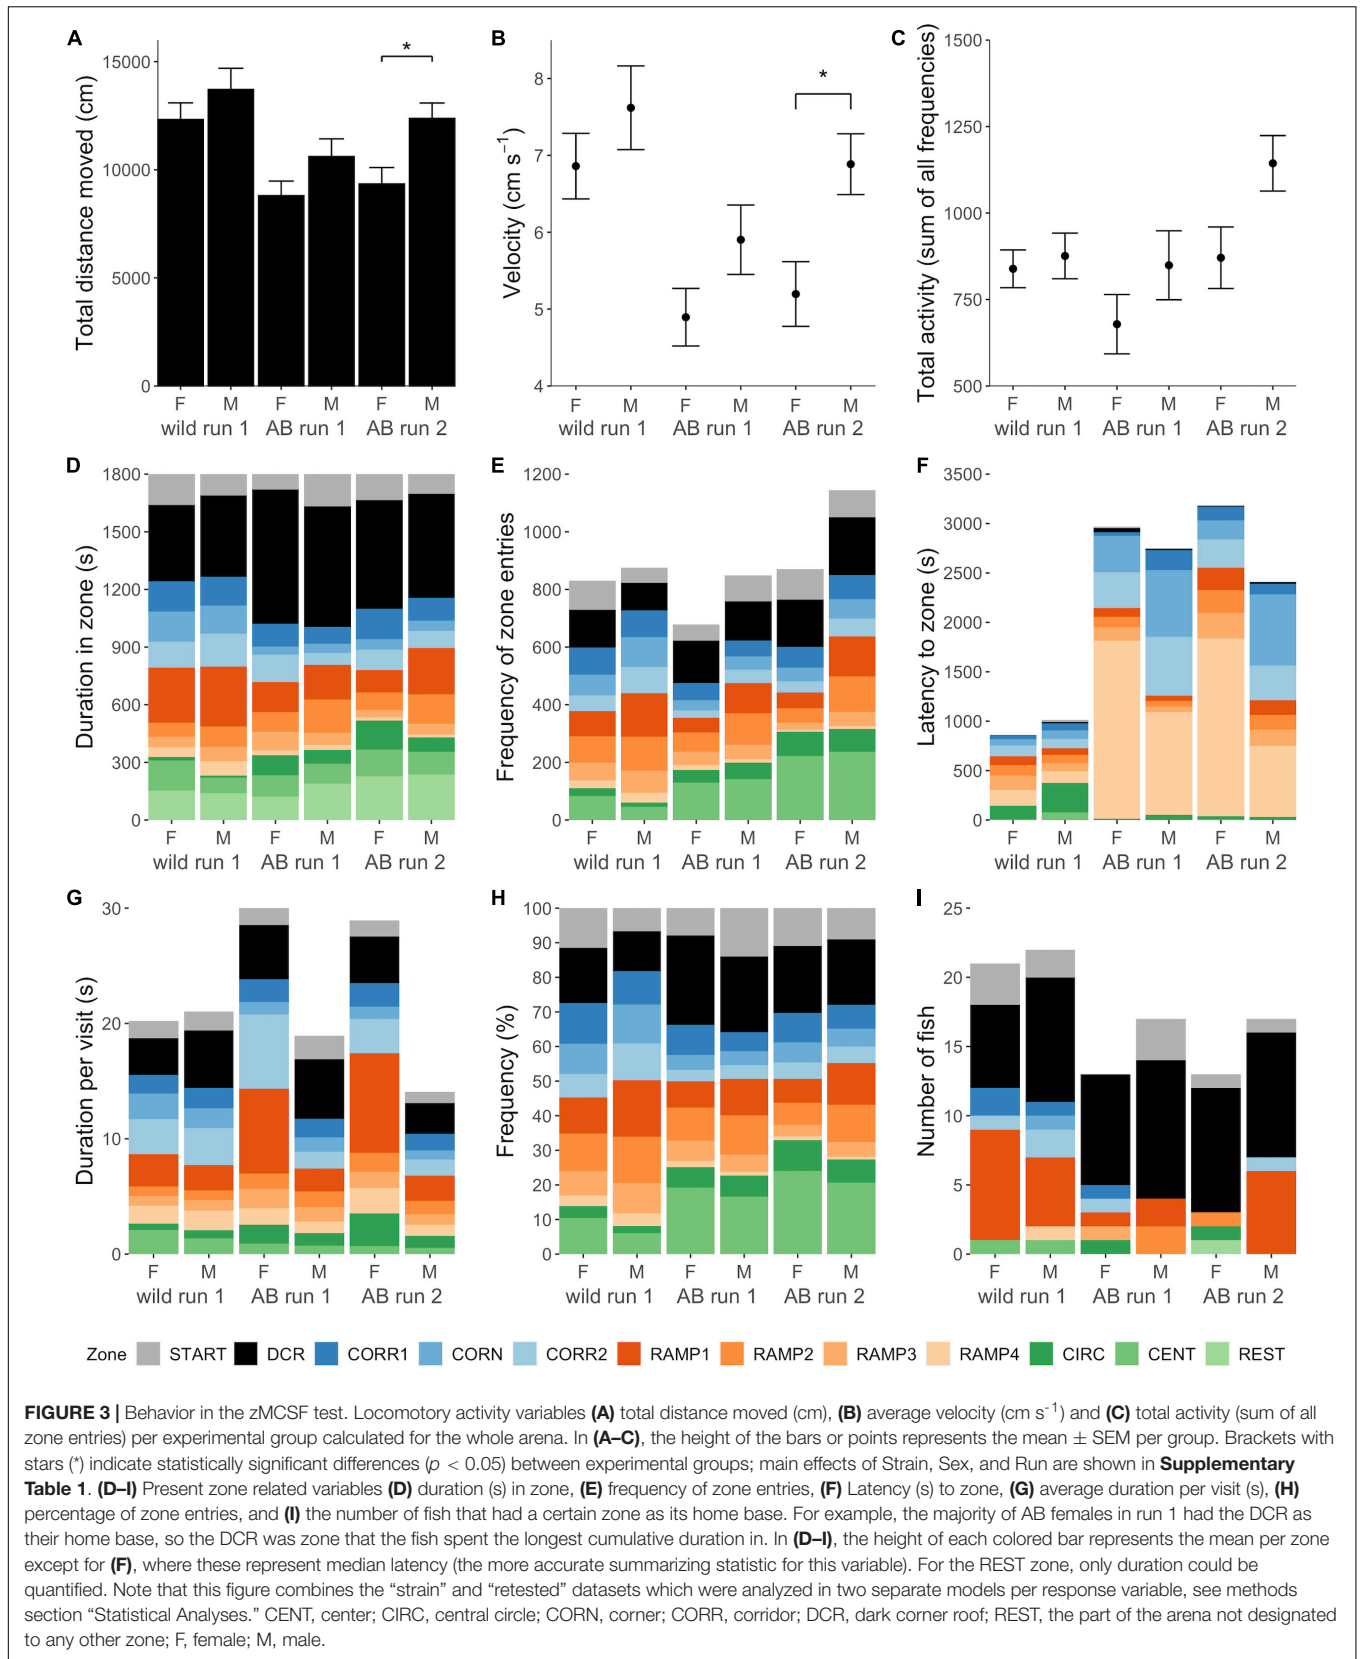 A
Total distance moved (cm)
15000
10000
5000
0
*
F M F M F M
wild run 1 AB run 1 AB run 2
B
Velocity (cm s⁻¹)
8
7
6
5
4
*
F M F M F M
wild run 1 AB run 1 AB run 2
C
Total activity (sum of all frequencies)
1500
1250
1000
750
500
F M F M F M
wild run 1 AB run 1 AB run 2
D
Duration in zone (s)
1800
1500
1200
900
600
300
0
F M F M F M
wild run 1 AB run 1 AB run 2
E
Frequency of zone entries
1200
1000
800
600
400
200
0
F M F M F M
wild run 1 AB run 1 AB run 2
F
Latency to zone (s)
3500
3000
2500
2000
1500
1000
500
0
F M F M F M
wild run 1 AB run 1 AB run 2
G
Duration per visit (s)
30
20
10
0
F M F M F M
wild run 1 AB run 1 AB run 2
H
Frequency (%)
100
90
80
70
60
50
40
30
20
10
0
F M F M F M
wild run 1 AB run 1 AB run 2
I
Number of fish
25
20
15
10
5
0
F M F M F M
wild run 1 AB run 1 AB run 2
Zone START DCR CORR1 CORN CORR2 RAMP1 RAMP2 RAMP3 RAMP4 CIRC CENT REST
FIGURE 3 | Behavior in the zMCSF test. Locomotory activity variables (A) total distance moved (cm), (B) average velocity (cm s⁻¹) and (C) total activity (sum of all
zone entries) per experimental group calculated for the whole arena. In (A–C), the height of the bars or points represents the mean ± SEM per group. Brackets with
stars (*) indicate statistically significant differences (p < 0.05) between experimental groups; main effects of Strain, Sex, and Run are shown in Supplementary
Table 1. (D–I) Present zone related variables (D) duration (s) in zone, (E) frequency of zone entries, (F) Latency (s) to zone, (G) average duration per visit (s), (H)
percentage of zone entries, and (I) the number of fish that had a certain zone as its home base. For example, the majority of AB females in run 1 had the DCR as
their home base, so the DCR was zone that the fish spent the longest cumulative duration in. In (D–I), the height of each colored bar represents the mean per zone
except for (F), where these represent median latency (the more accurate summarizing statistic for this variable). For the REST zone, only duration could be
quantified. Note that this figure combines the “strain” and “retested” datasets which were analyzed in two separate models per response variable, see methods
section “Statistical Analyses.” CENT, center; CIRC, central circle; CORN, corner; CORR, corridor; DCR, dark corner roof; REST, the part of the arena not designated
to any other zone; F, female; M, male.